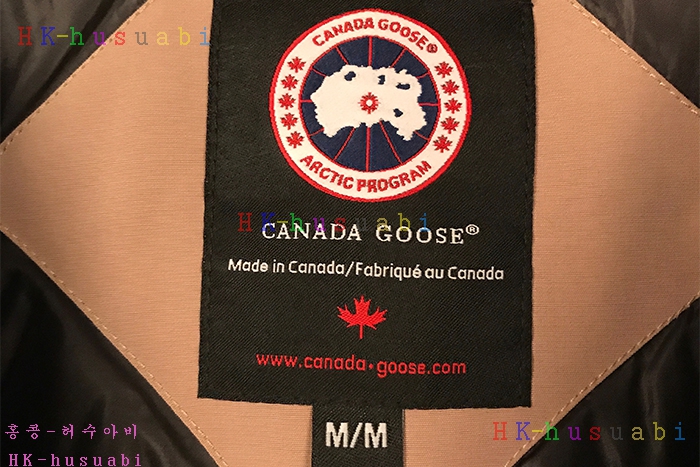 HK-husuabi
CANADA GOOSE®
ARCTIC PROGRAM
HK-husuabi
CANADA GOOSE®
Made in Canada/Fabriqué au Canada
www.canada-goose.com
M/M
홍콩-허수아비
HK-husuabi
HK-husuabi